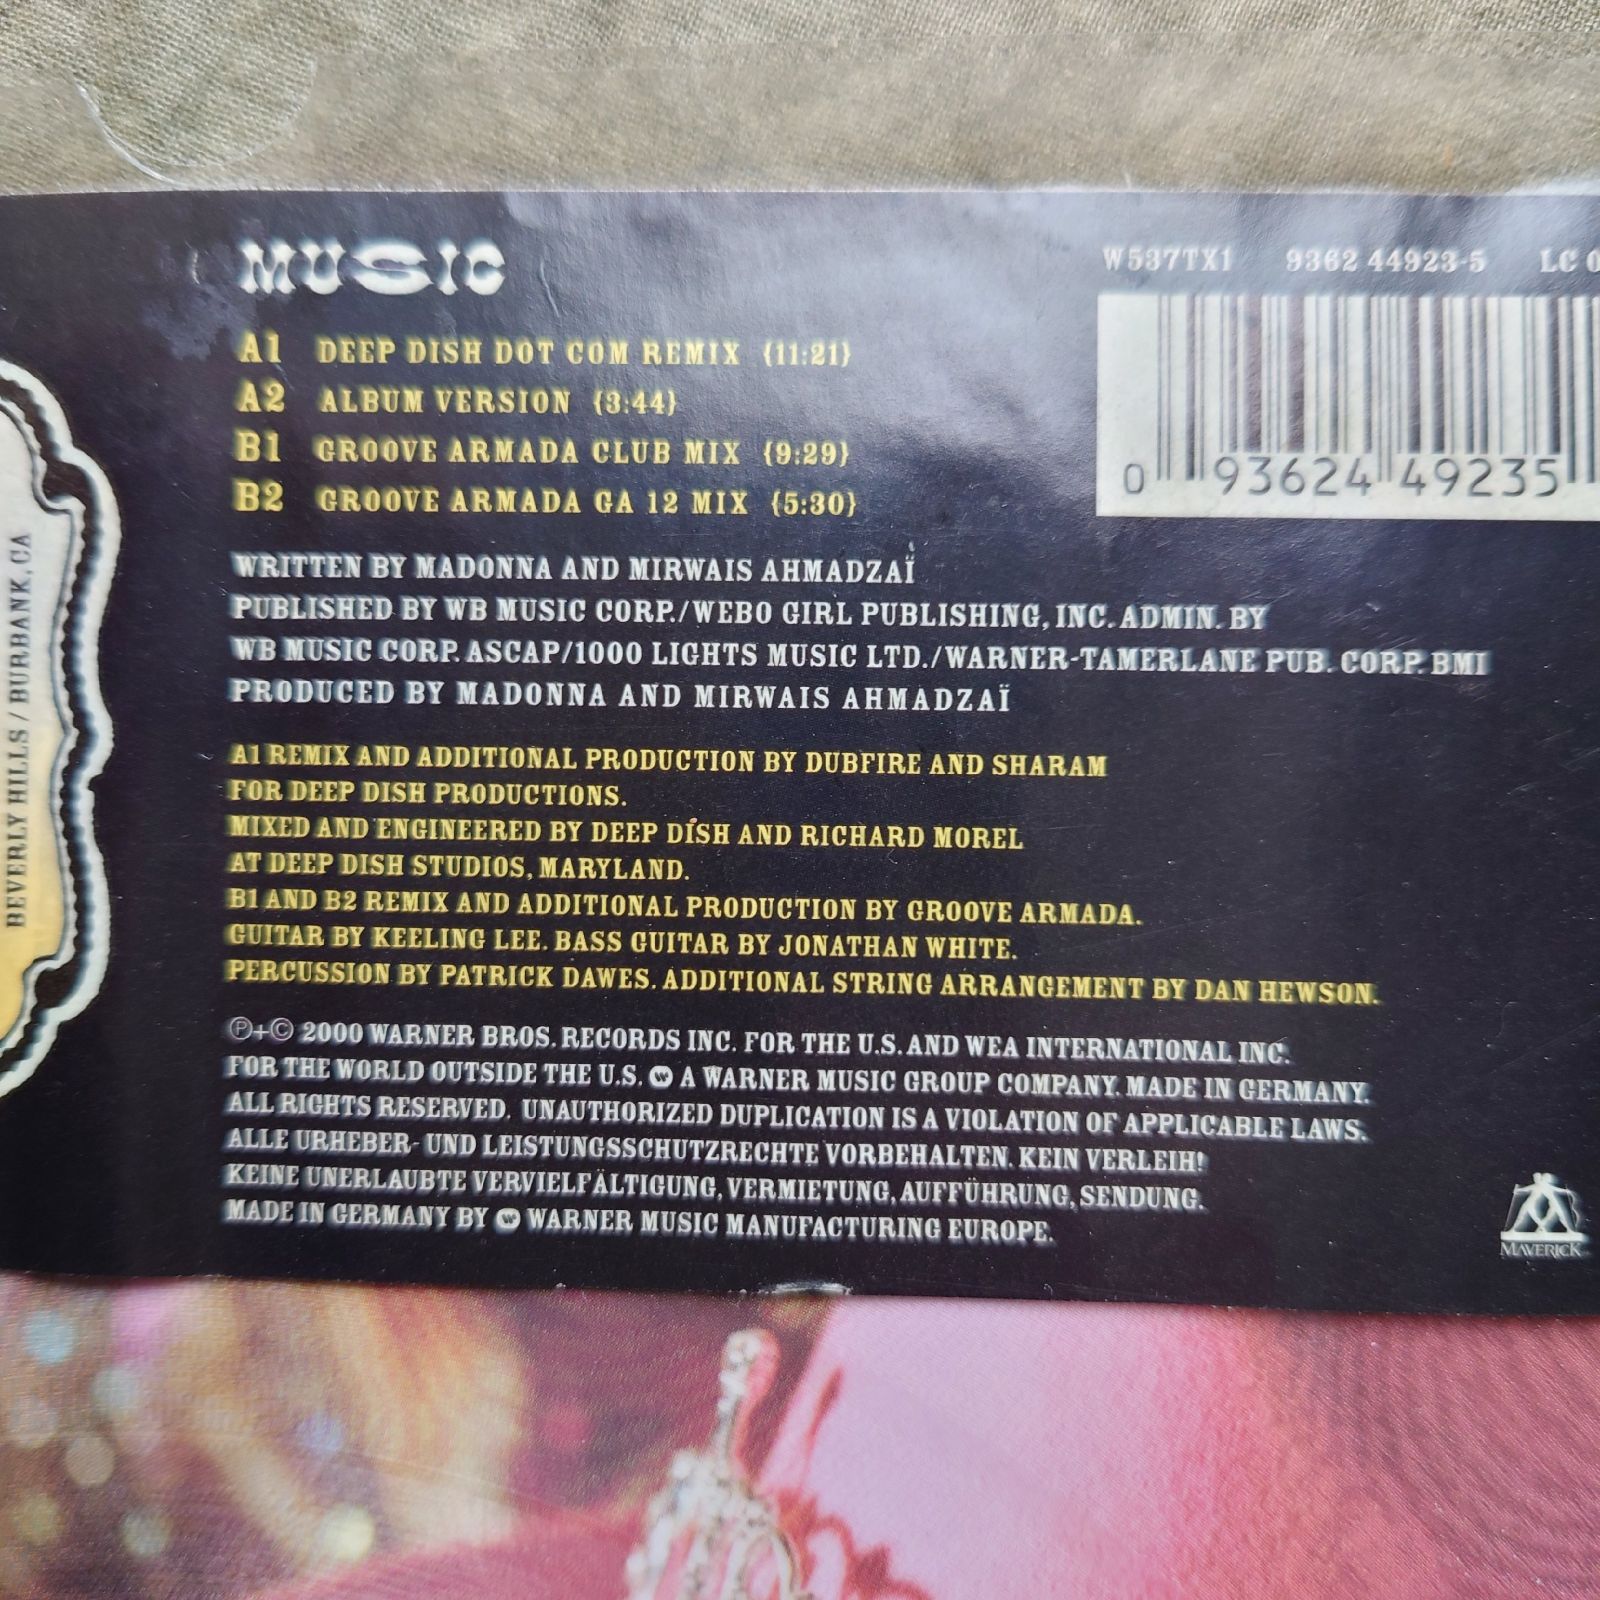 MUSIC
A1 DEEP DISH DOT COM REMIX {11:21}
A2 ALBUM VERSION {3:44}
B1 GROOVE ARMADA CLUB MIX {9:29}
B2 GROOVE ARMADA GA 12 MIX {5:30}
W537TX1 9362 44923-5 LC
0 93624 49235
WRITTEN BY MADONNA AND MIRWAIS AHMADZAÏ
PUBLISHED BY WB MUSIC CORP./WEBO GIRL PUBLISHING, INC. ADMIN. BY
WB MUSIC CORP. ASCAP/1000 LIGHTS MUSIC LTD./WARNER-TAMERLANE PUB. CORP. BMI
PRODUCED BY MADONNA AND MIRWAIS AHMADZAÏ
A1 REMIX AND ADDITIONAL PRODUCTION BY DUBFIRE AND SHARAM
FOR DEEP DISH PRODUCTIONS.
MIXED AND ENGINEERED BY DEEP DISH AND RICHARD MOREL
AT DEEP DISH STUDIOS, MARYLAND.
B1 AND B2 REMIX AND ADDITIONAL PRODUCTION BY GROOVE ARMADA.
GUITAR BY KEELING LEE. BASS GUITAR BY JONATHAN WHITE.
PERCUSSION BY PATRICK DAWES. ADDITIONAL STRING ARRANGEMENT BY DAN HEWSON.
℗+© 2000 WARNER BROS. RECORDS INC. FOR THE U.S. AND WEA INTERNATIONAL INC.
FOR THE WORLD OUTSIDE THE U.S. A WARNER MUSIC GROUP COMPANY. MADE IN GERMANY.
ALL RIGHTS RESERVED. UNAUTHORIZED DUPLICATION IS A VIOLATION OF APPLICABLE LAWS.
ALLE URHEBER- UND LEISTUNGSSCHUTZRECHTE VORBEHALTEN. KEIN VERLEIH!
KEINE UNERLAUBTE VERVIELFÄLTIGUNG, VERMIETUNG, AUFFÜHRUNG, SENDUNG.
MADE IN GERMANY BY WARNER MUSIC MANUFACTURING EUROPE.
MAVERICK
BEVERLY HILLS / BURBANK, CA